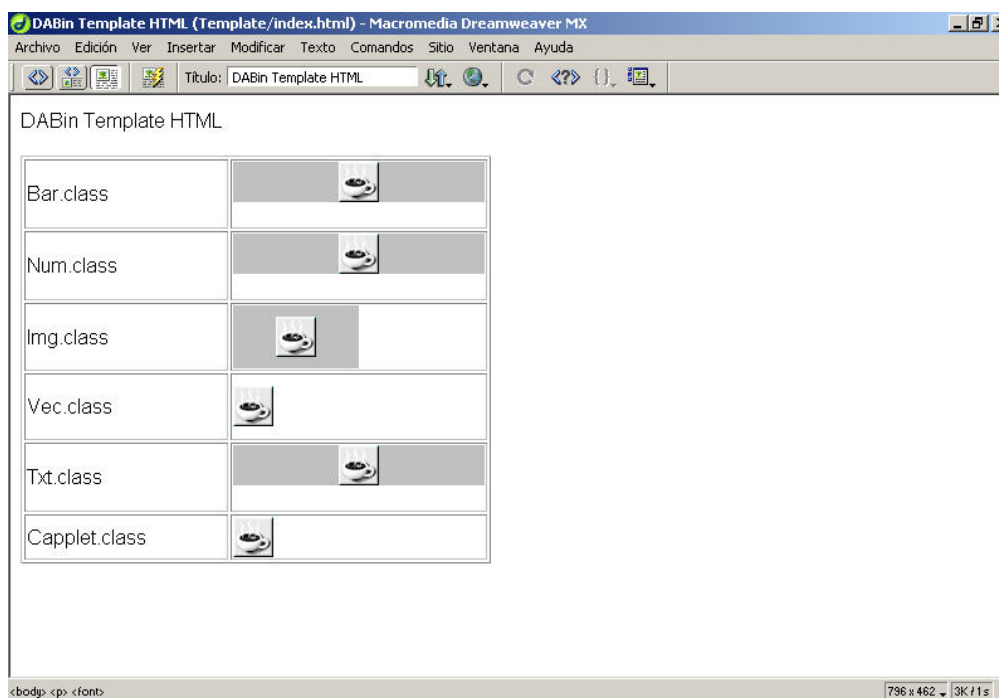 DABin Template HTML (Template/index.html) - Macromedia Dreamweaver MX
Archivo Edición Ver Insertar Modificar Texto Comandos Sitio Ventana Ayuda
Título: DABin Template HTML
DABin Template HTML
Bar.class
Num.class
Img.class
Vec.class
Txt.class
Capplet.class
<body> <p> <font> 796 x 462 3K / 1s